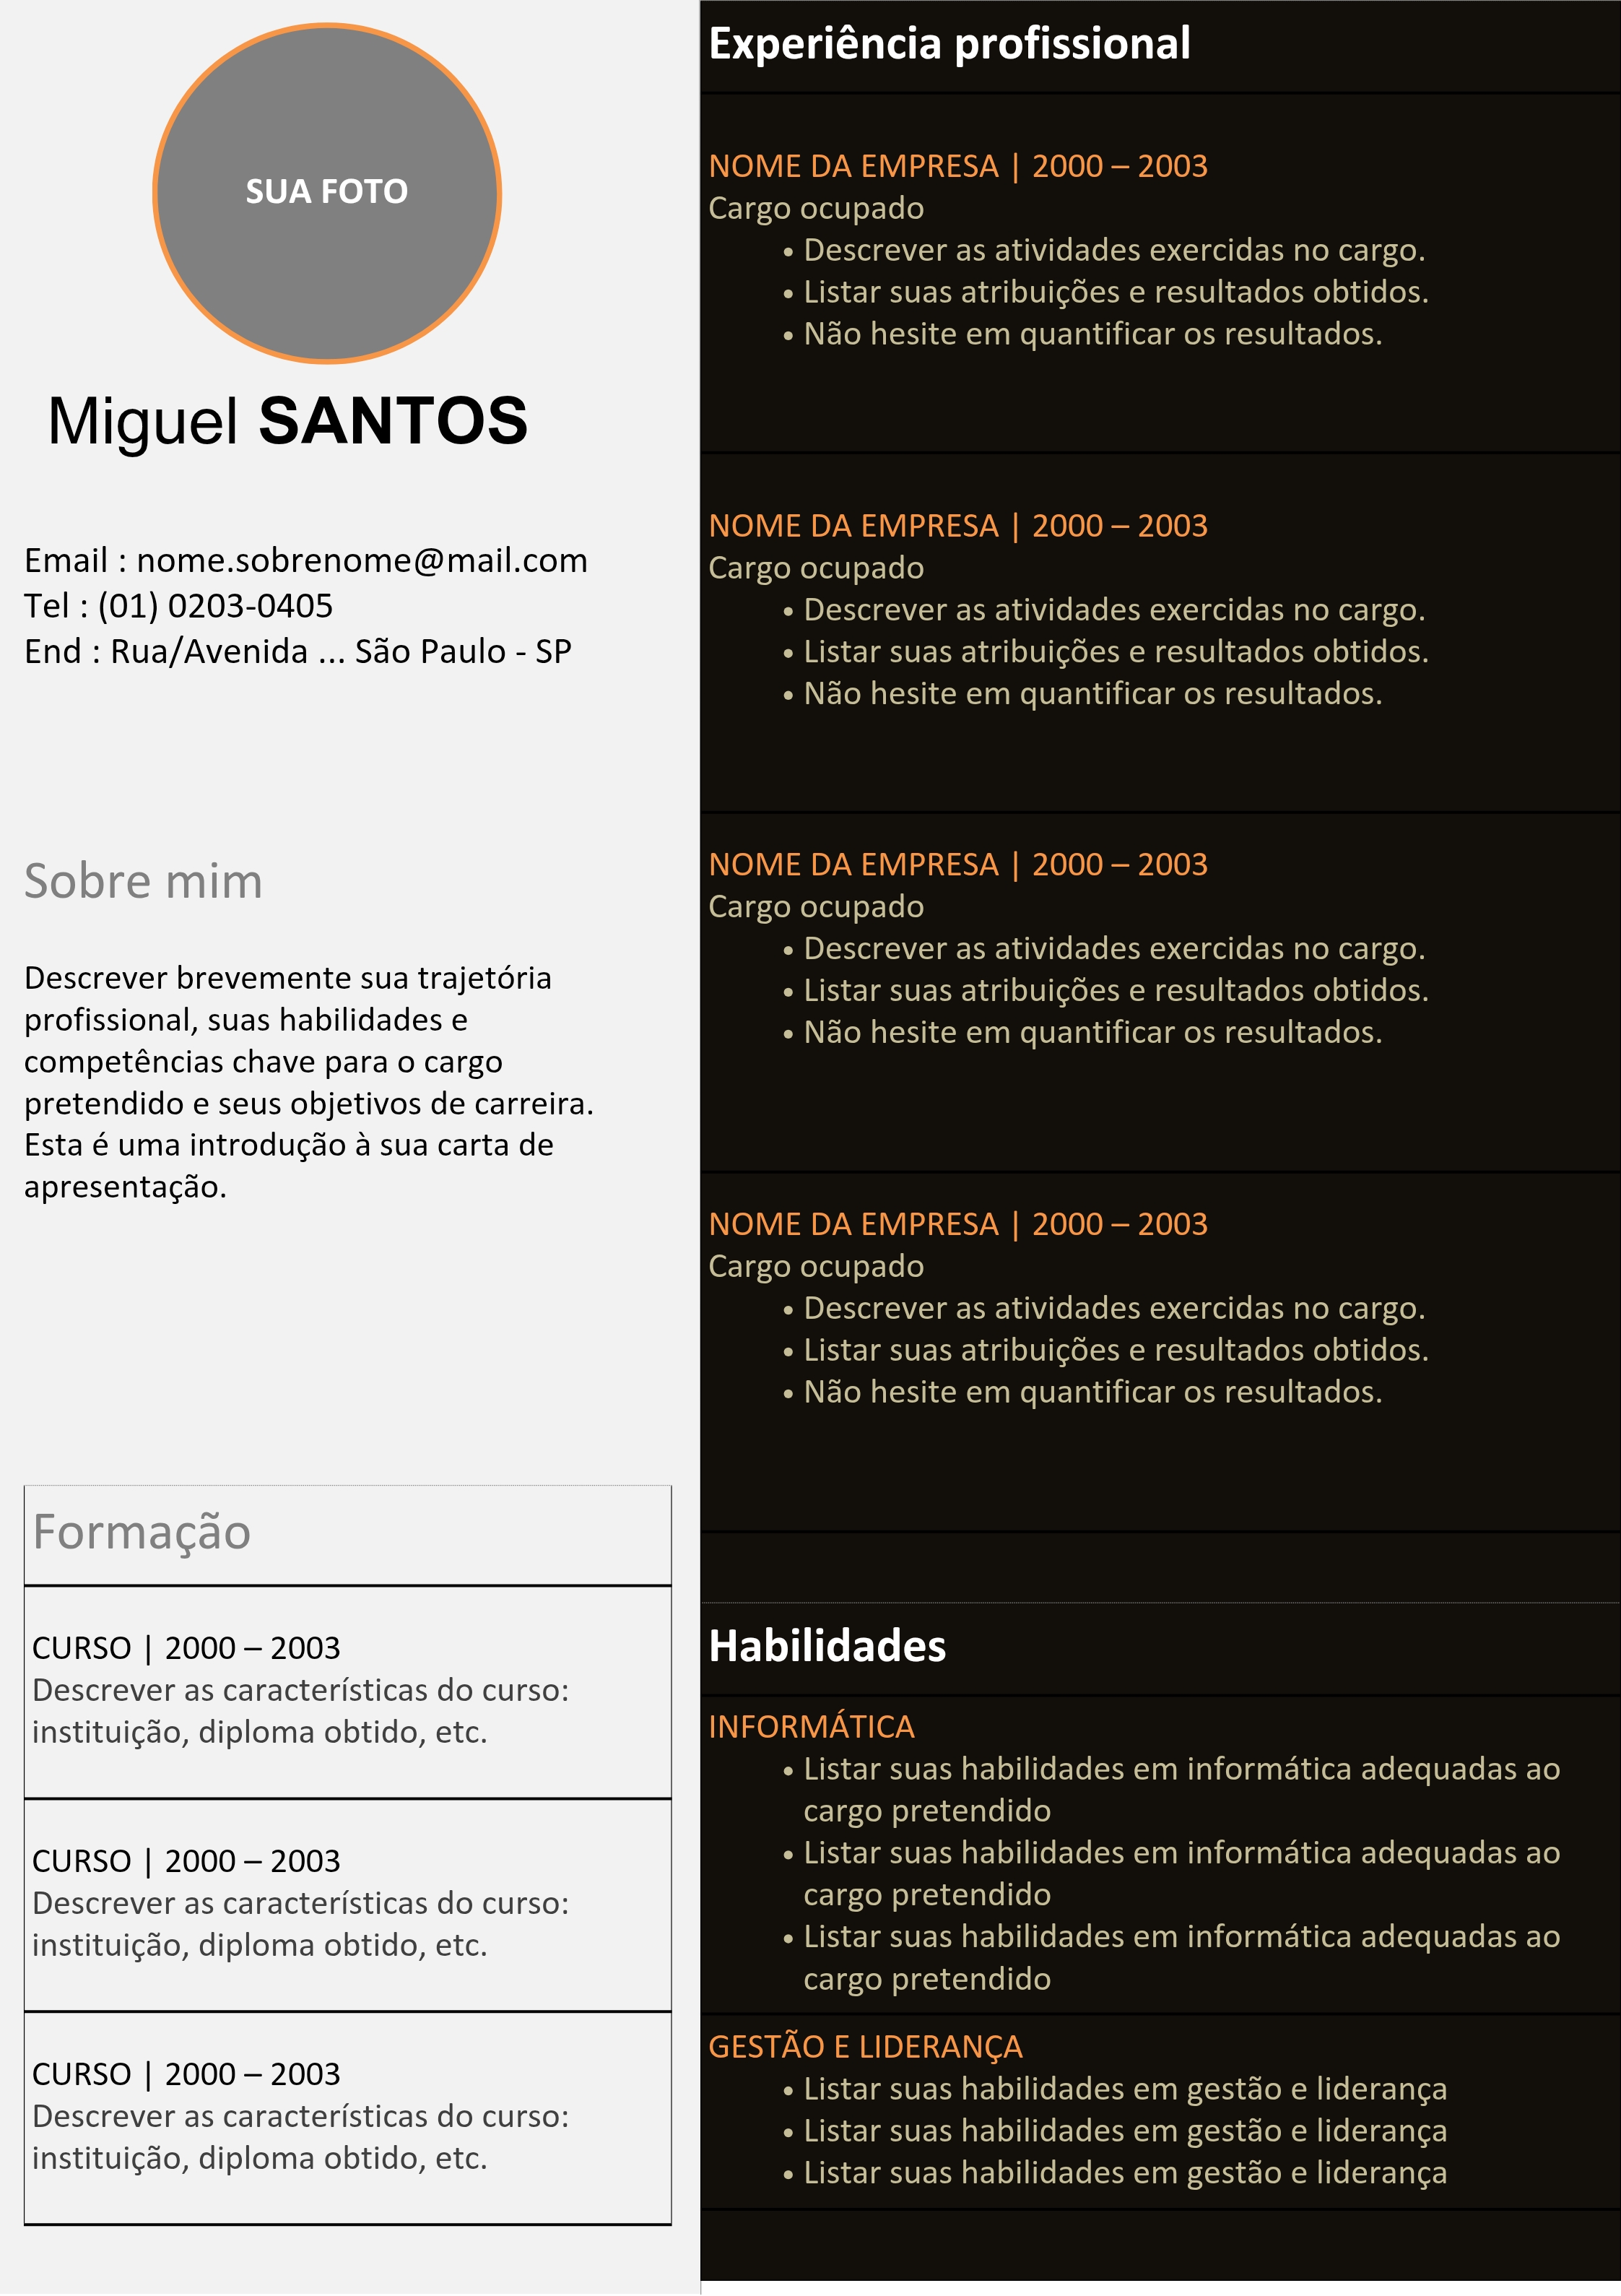 SUA FOTO
Miguel SANTOS
Email : nome.sobrenome@mail.com
Tel : (01) 0203-0405
End : Rua/Avenida ... São Paulo - SP
Sobre mim
Descrever brevemente sua trajetória
profissional, suas habilidades e
competências chave para o cargo
pretendido e seus objetivos de carreira.
Esta é uma introdução à sua carta de
apresentação.
Formação
CURSO | 2000 – 2003
Descrever as características do curso:
instituição, diploma obtido, etc.
CURSO | 2000 – 2003
Descrever as características do curso:
instituição, diploma obtido, etc.
CURSO | 2000 – 2003
Descrever as características do curso:
instituição, diploma obtido, etc.
Experiência profissional
NOME DA EMPRESA | 2000 – 2003
Cargo ocupado
• Descrever as atividades exercidas no cargo.
• Listar suas atribuições e resultados obtidos.
• Não hesite em quantificar os resultados.
NOME DA EMPRESA | 2000 – 2003
Cargo ocupado
• Descrever as atividades exercidas no cargo.
• Listar suas atribuições e resultados obtidos.
• Não hesite em quantificar os resultados.
NOME DA EMPRESA | 2000 – 2003
Cargo ocupado
• Descrever as atividades exercidas no cargo.
• Listar suas atribuições e resultados obtidos.
• Não hesite em quantificar os resultados.
NOME DA EMPRESA | 2000 – 2003
Cargo ocupado
• Descrever as atividades exercidas no cargo.
• Listar suas atribuições e resultados obtidos.
• Não hesite em quantificar os resultados.
Habilidades
INFORMÁTICA
• Listar suas habilidades em informática adequadas ao
cargo pretendido
• Listar suas habilidades em informática adequadas ao
cargo pretendido
• Listar suas habilidades em informática adequadas ao
cargo pretendido
GESTÃO E LIDERANÇA
• Listar suas habilidades em gestão e liderança
• Listar suas habilidades em gestão e liderança
• Listar suas habilidades em gestão e liderança